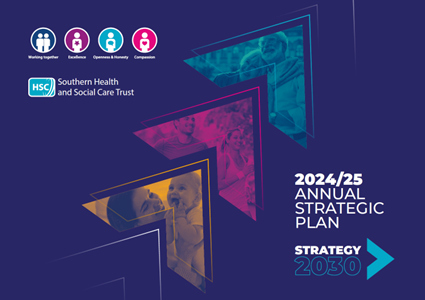 Working together Excellence Openness & Honesty Compassion
HSC Southern Health
and Social Care Trust
2024/25
ANNUAL
STRATEGIC
PLAN
STRATEGY
2030